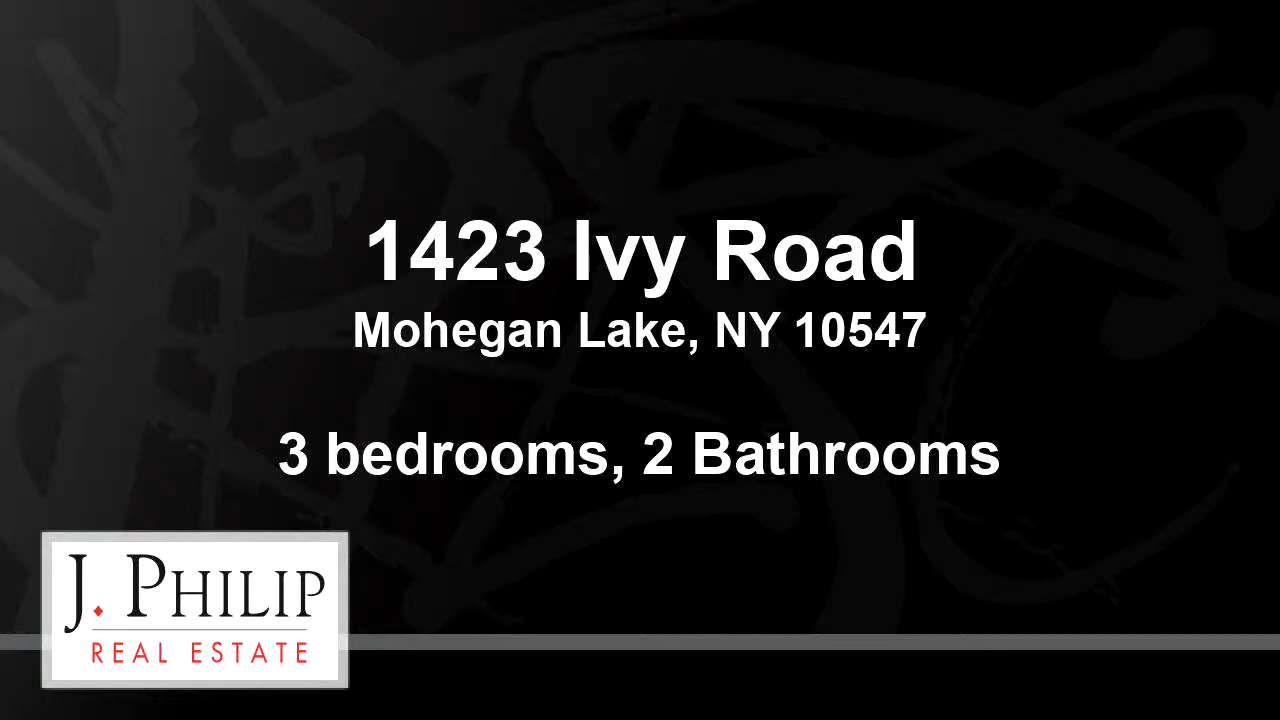 1423 Ivy Road
Mohegan Lake, NY 10547
3 bedrooms, 2 Bathrooms
J. PHILIP
REAL ESTATE